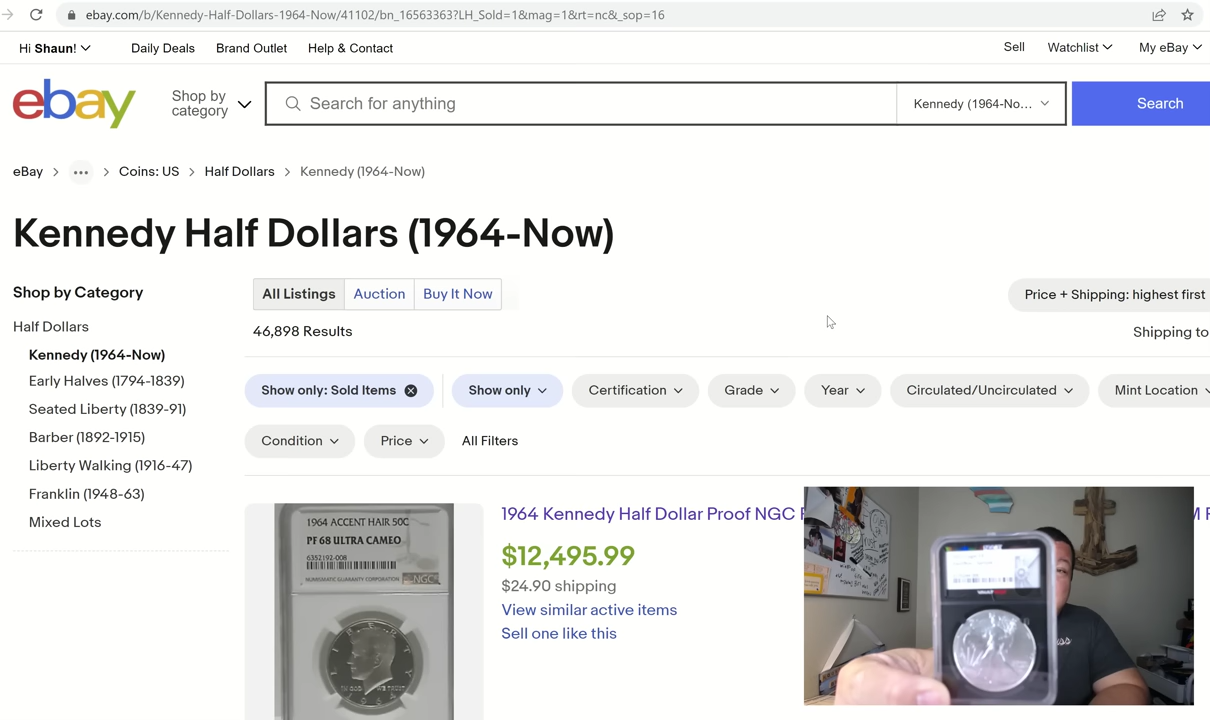 ebay.com/b/Kennedy-Half-Dollars-1964-Now/41102/bn_16563363?LH_Sold=1&mag=1&rt=nc&_sop=16
Hi Shaun! Daily Deals Brand Outlet Help & Contact Sell Watchlist My eBay
ebay Shop by category Search for anything Kennedy (1964-No... Search
eBay > ... > Coins: US > Half Dollars > Kennedy (1964-Now)
Kennedy Half Dollars (1964-Now)
Shop by Category
Half Dollars
Kennedy (1964-Now)
Early Halves (1794-1839)
Seated Liberty (1839-91)
Barber (1892-1915)
Liberty Walking (1916-47)
Franklin (1948-63)
Mixed Lots
All Listings Auction Buy It Now Price + Shipping: highest first
46,898 Results Shipping to
Show only: Sold Items Show only Certification Grade Year Circulated/Uncirculated Mint Location
Condition Price All Filters
1964 ACCENT HAIR 50C
PF 68 ULTRA CAMEO
6352192-008
NUMISMATIC GUARANTY CORPORATION NGC
1964 Kennedy Half Dollar Proof NGC
$12,495.99
$24.90 shipping
View similar active items
Sell one like this